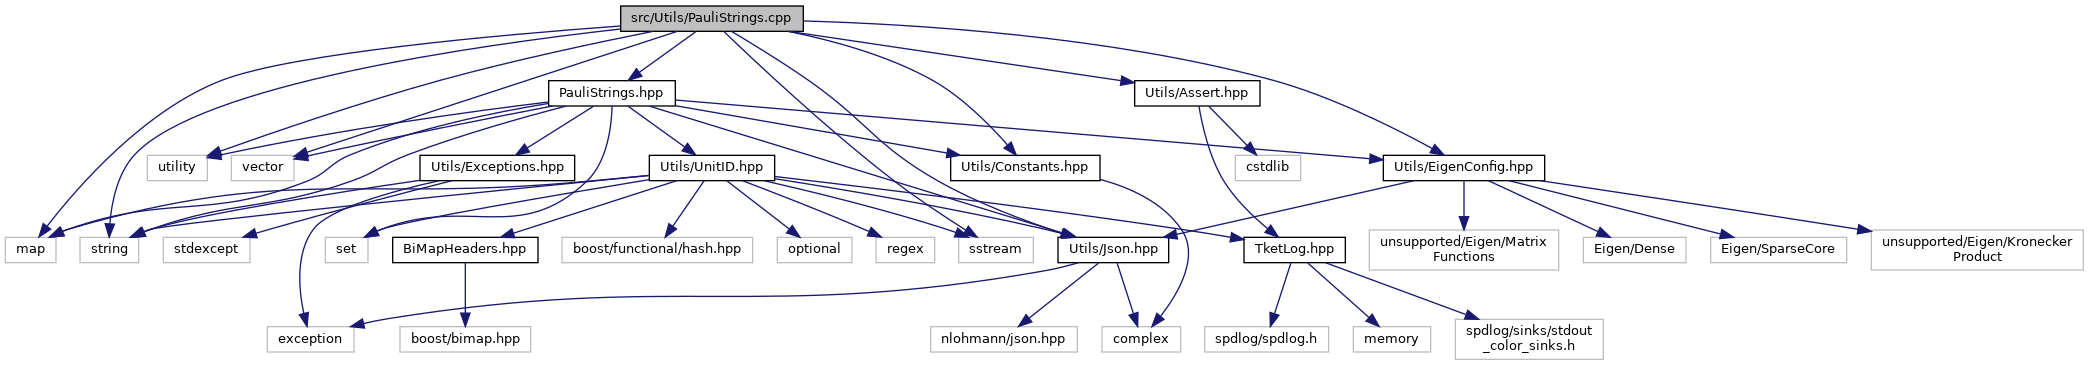 src/Utils/PauliStrings.cpp
PauliStrings.hpp
Utils/Assert.hpp
utility
vector
Utils/Exceptions.hpp
Utils/UnitID.hpp
Utils/Constants.hpp
cstdlib
Utils/EigenConfig.hpp
map
string
stdexcept
set
BiMapHeaders.hpp
boost/functional/hash.hpp
optional
regex
sstream
Utils/Json.hpp
TketLog.hpp
unsupported/Eigen/Matrix
Functions
Eigen/Dense
Eigen/SparseCore
unsupported/Eigen/Kronecker
Product
exception
boost/bimap.hpp
nlohmann/json.hpp
complex
spdlog/spdlog.h
memory
spdlog/sinks/stdout
_color_sinks.h